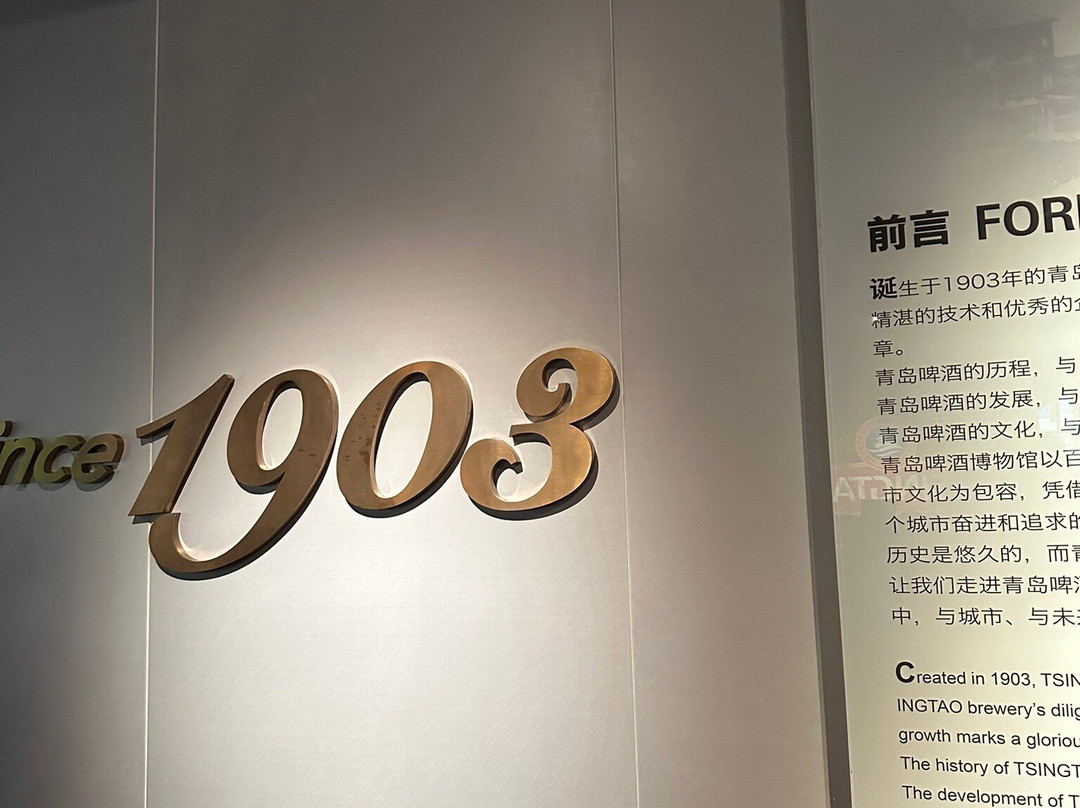 ince 1903
前言 FOR
诞生于1903年的青岛
精湛的技术和优秀的
章。
青岛啤酒的历程，与
青岛啤酒的发展，与
青岛啤酒的文化，与
青岛啤酒博物馆以百
市文化为包容，凭借
个城市奋进和追求的
历史是悠久的，而青
让我们走进青岛啤酒
中，与城市、与未来
Created in 1903, TSING
INGTAO brewery's dilig
growth marks a glorious
The history of TSINGT
The development of T